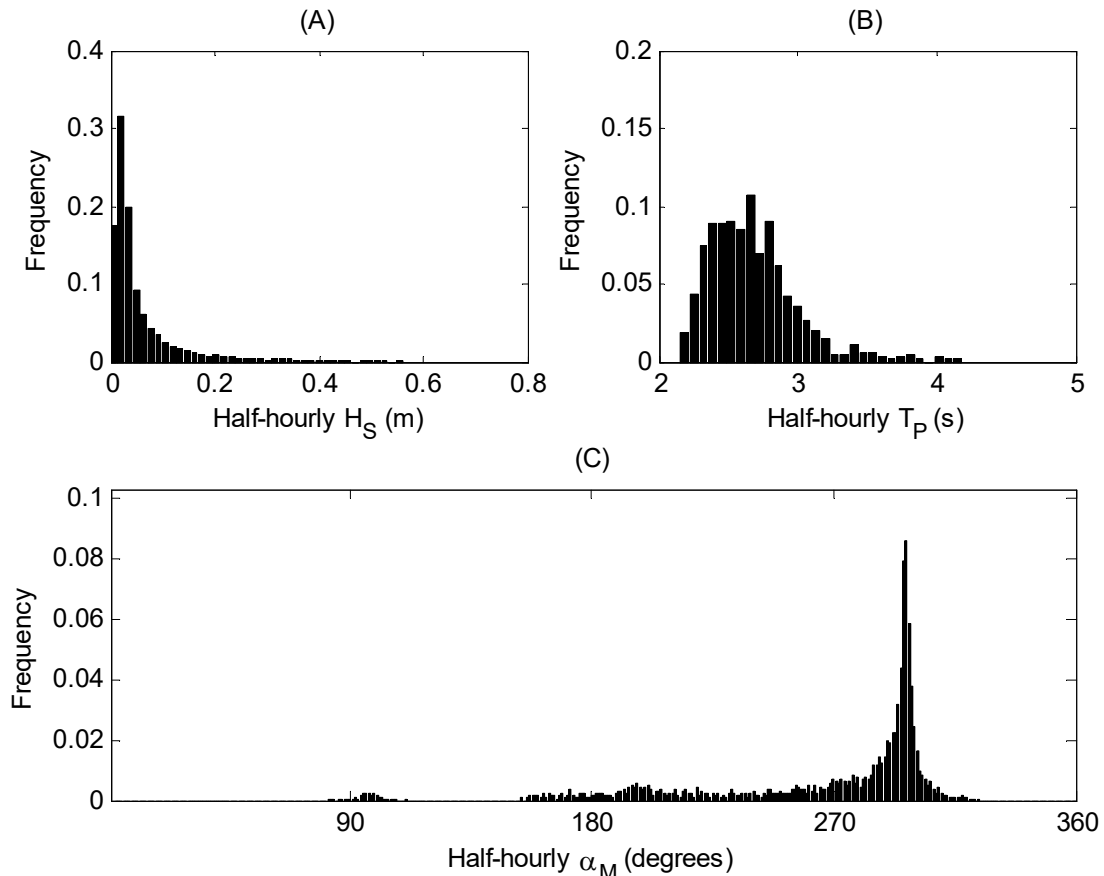 (A)
0.4
0.3
0.2
0.1
0
Frequency
0 0.2 0.4 0.6 0.8
Half-hourly H_S (m)
(B)
0.2
0.15
0.1
0.05
0
Frequency
2 3 4 5
Half-hourly T_P (s)
(C)
0.1
0.08
0.06
0.04
0.02
0
Frequency
90 180 270 360
Half-hourly α_M (degrees)